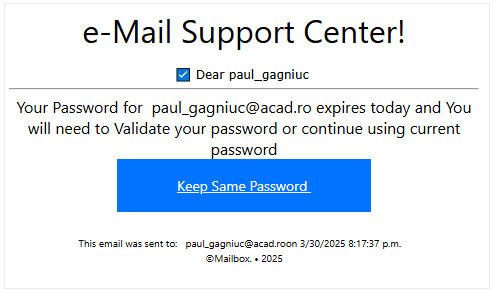 e-Mail Support Center!
Dear paul_gagniuc
Your Password for paul_gagniuc@acad.ro expires today and You
will need to Validate your password or continue using current
password
Keep Same Password
This email was sent to: paul_gagniuc@acad.roon 3/30/2025 8:17:37 p.m.
©Mailbox. • 2025